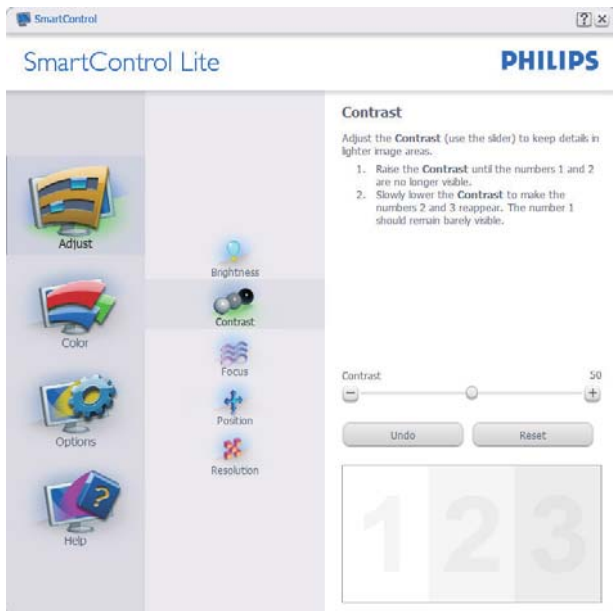 SmartControl
SmartControl Lite
PHILIPS
Adjust
Color
Options
Help
Brightness
Contrast
Focus
Position
Resolution
Contrast
Adjust the Contrast (use the slider) to keep details in
lighter image areas.
1. Raise the Contrast until the numbers 1 and 2
are no longer visible.
2. Slowly lower the Contrast to make the
numbers 2 and 3 reappear. The number 1
should remain barely visible.
Contrast 50
Undo Reset
1 2 3